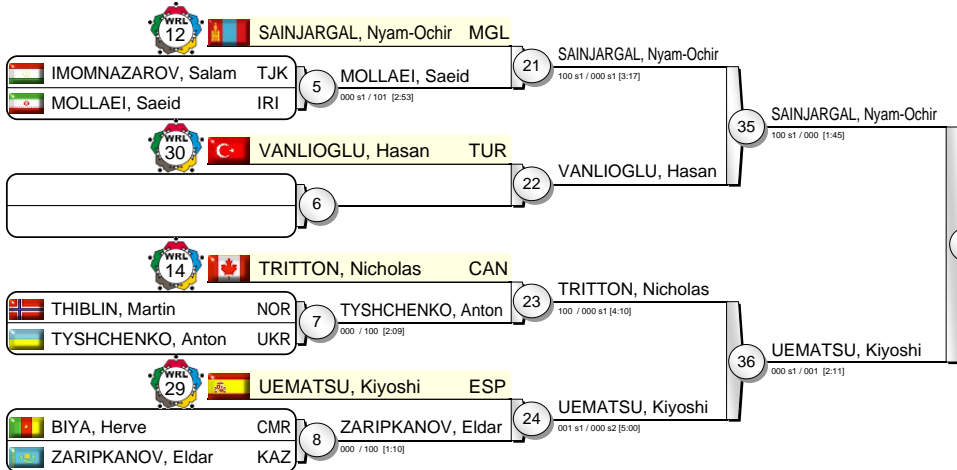 WRL
12
SAINJARGAL, Nyam-Ochir MGL
IMOMNAZAROV, Salam TJK
MOLLAEI, Saeid IRI
5
MOLLAEI, Saeid
000 s1 / 101 [2:53]
21
SAINJARGAL, Nyam-Ochir
100 s1 / 000 s1 [3:17]
WRL
30
VANLIOGLU, Hasan TUR
6
22
VANLIOGLU, Hasan
35
SAINJARGAL, Nyam-Ochir
100 s1 / 000 [1:45]
WRL
14
TRITTON, Nicholas CAN
THIBLIN, Martin NOR
TYSHCHENKO, Anton UKR
7
TYSHCHENKO, Anton
000 / 100 [2:09]
23
TRITTON, Nicholas
100 / 000 s1 [4:10]
WRL
29
UEMATSU, Kiyoshi ESP
BIYA, Herve CMR
ZARIPKANOV, Eldar KAZ
8
ZARIPKANOV, Eldar
000 / 100 [1:10]
24
UEMATSU, Kiyoshi
001 s1 / 000 s2 [5:00]
36
UEMATSU, Kiyoshi
000 s1 / 001 [2:11]